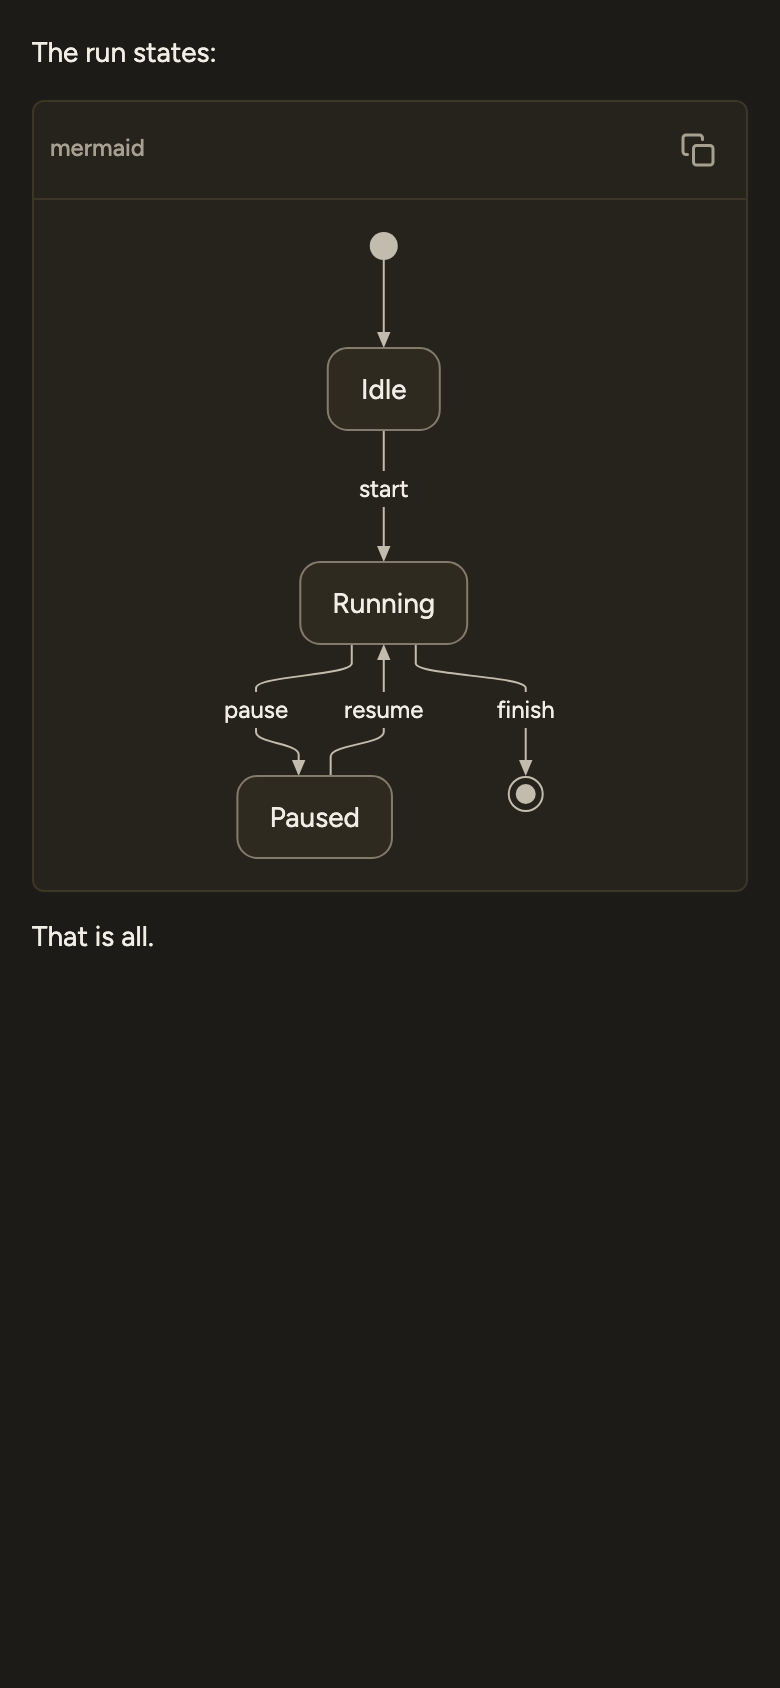 The run states:
mermaid
Idle
start
Running
pause resume finish
Paused
That is all.